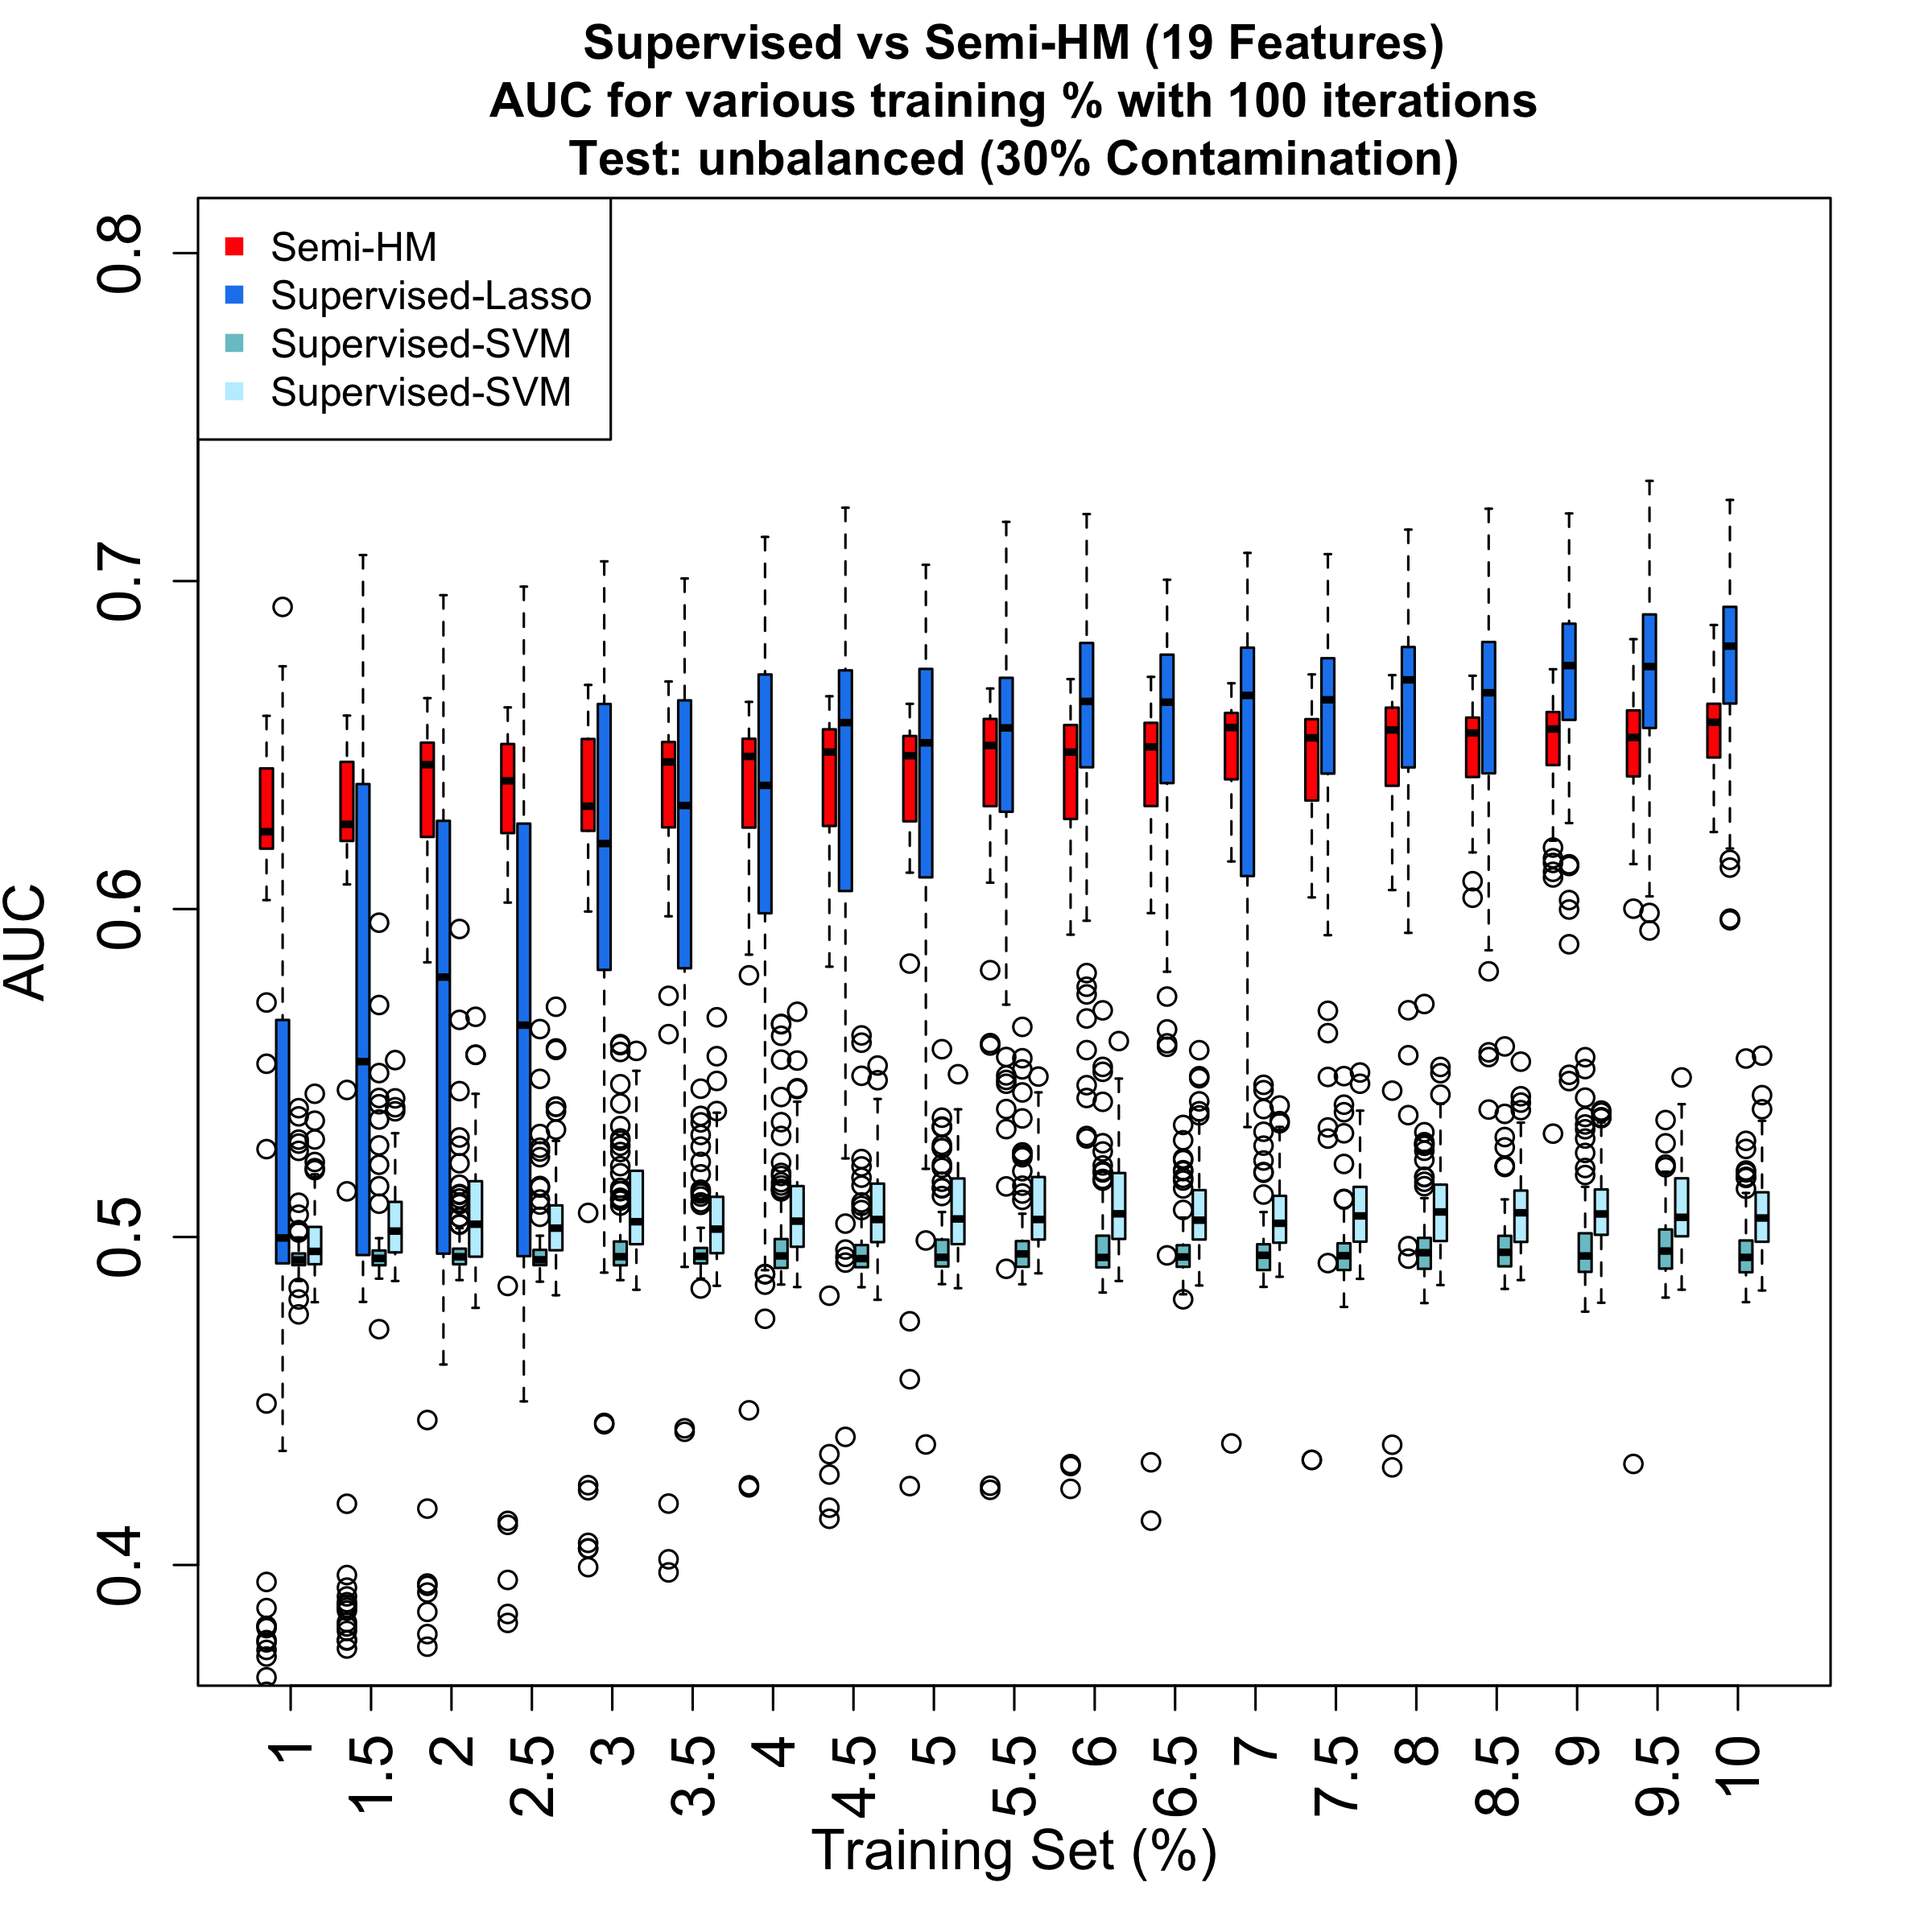 Supervised vs Semi-HM (19 Features)
AUC for various training % with 100 iterations
Test: unbalanced (30% Contamination)
Semi-HM
Supervised-Lasso
Supervised-SVM
Supervised-SVM
AUC
0.8
0.7
0.6
0.5
0.4
1
1.5
2
2.5
3
3.5
4
4.5
5
5.5
6
6.5
7
7.5
8
8.5
9
9.5
10
Training Set (%)